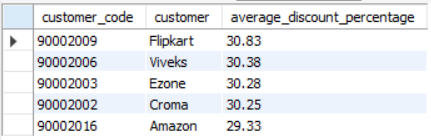 customer_code customer average_discount_percentage
90002009 Flipkart 30.83
90002006 Viveks 30.38
90002003 Ezone 30.28
90002002 Croma 30.25
90002016 Amazon 29.33